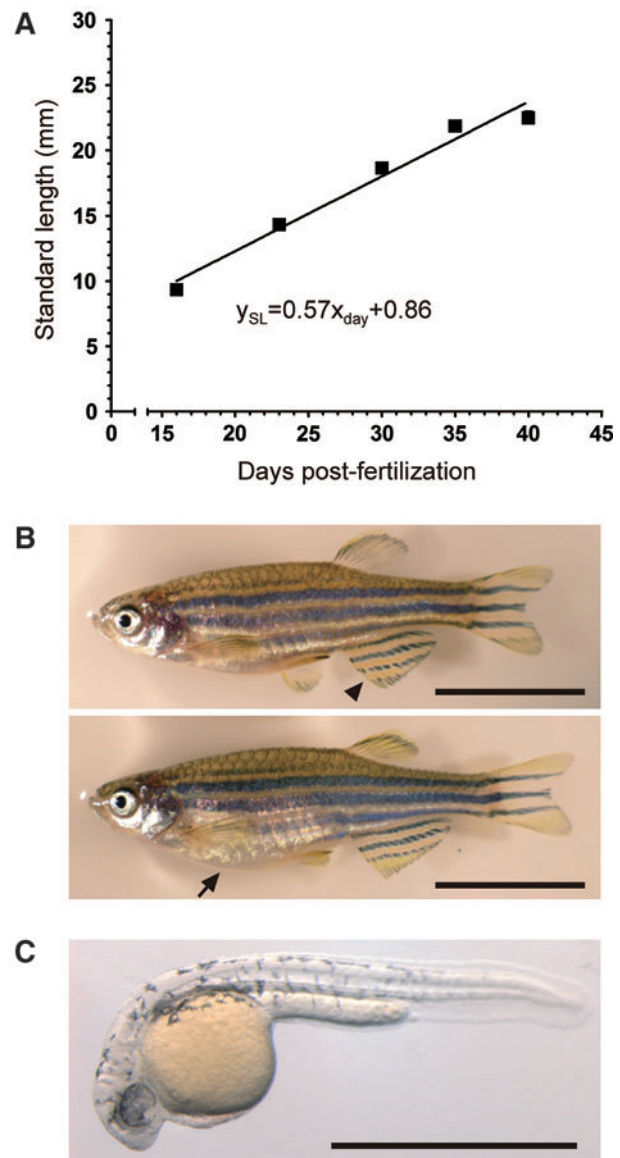 A
30
25
20
15
10
5
0
Standard length (mm)
y_SL=0.57x_day+0.86
0 15 20 25 30 35 40 45
Days post-fertilization
B
C